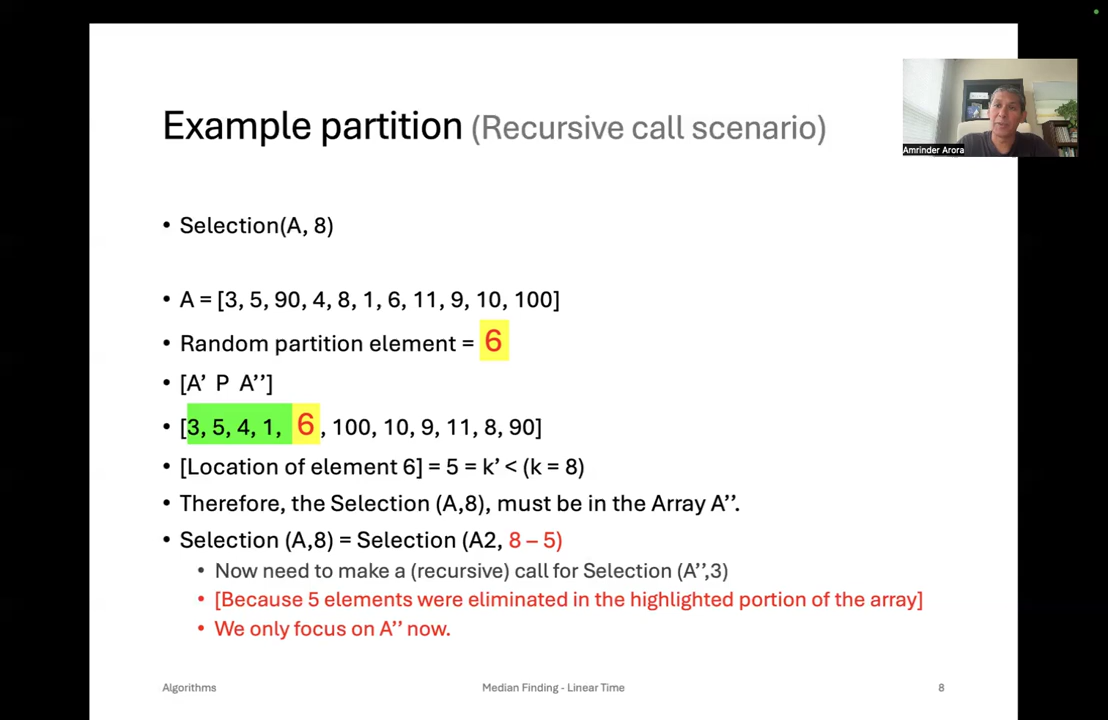 Example partition (Recursive call scenario)
Amrinder Arora
• Selection(A, 8)
• A = [3, 5, 90, 4, 8, 1, 6, 11, 9, 10, 100]
• Random partition element = 6
• [A’ P A’’]
• [3, 5, 4, 1, 6, 100, 10, 9, 11, 8, 90]
• [Location of element 6] = 5 = k’ < (k = 8)
• Therefore, the Selection (A,8), must be in the Array A’’.
• Selection (A,8) = Selection (A2, 8 – 5)
• Now need to make a (recursive) call for Selection (A’’,3)
• [Because 5 elements were eliminated in the highlighted portion of the array]
• We only focus on A’’ now.
Algorithms
Median Finding - Linear Time
8